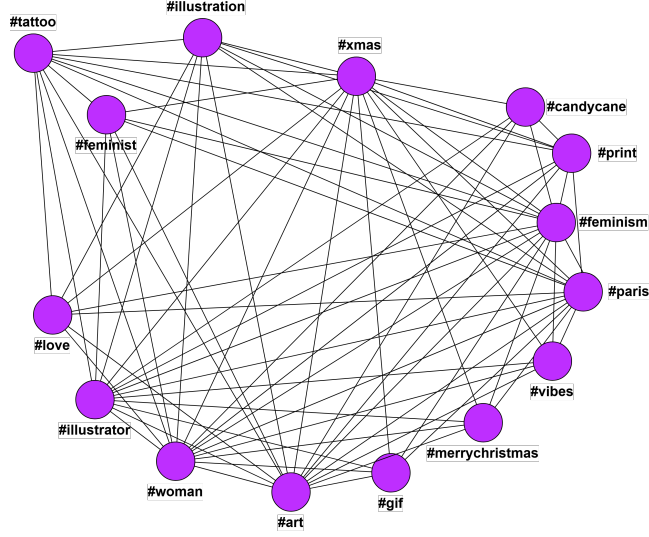 #illustration
#tattoo
#xmas
#candycane
#feminist
#print
#feminism
#paris
#love
#vibes
#illustrator
#merrychristmas
#woman
#gif
#art